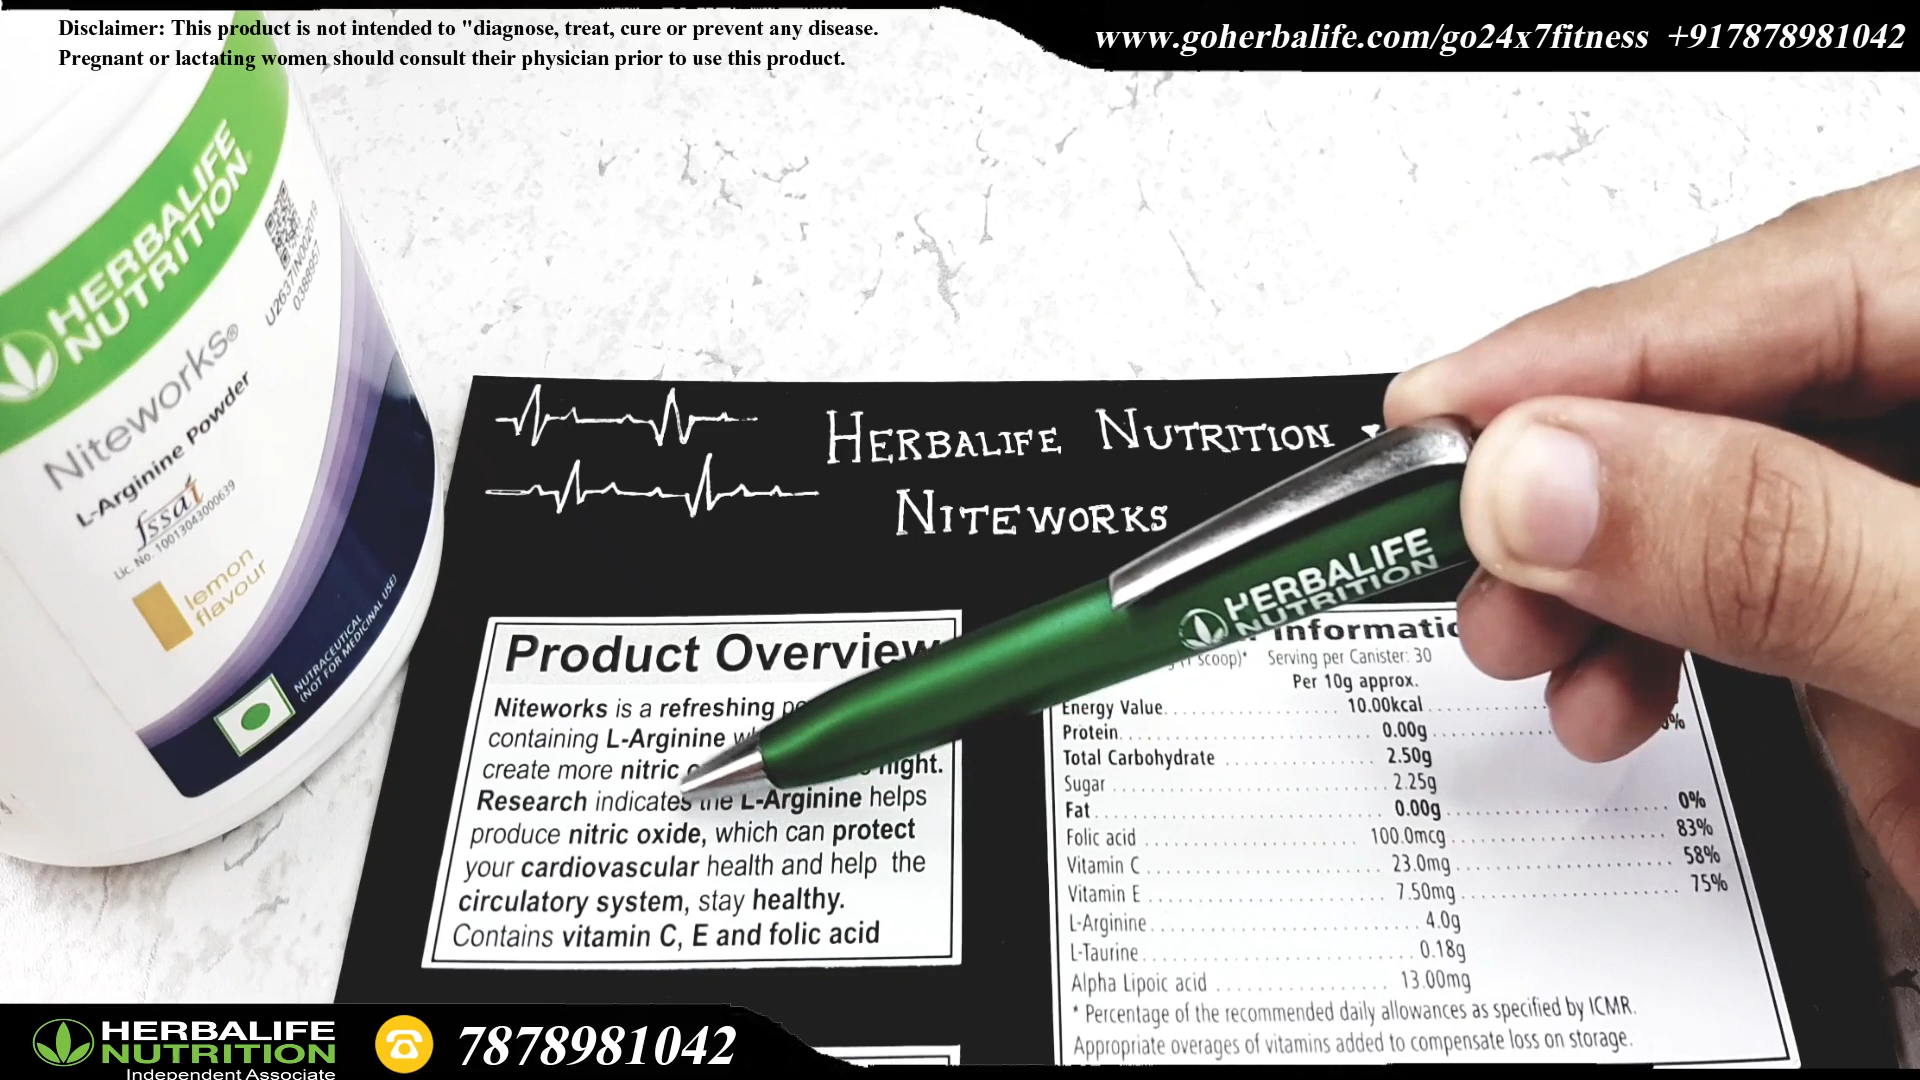 Disclaimer: This product is not intended to "diagnose, treat, cure or prevent any disease.
Pregnant or lactating women should consult their physician prior to use this product.
www.goherbalife.com/go24x7fitness +917878981042
HERBALIFE
NUTRITION
U2637IN002019
0388957
Niteworks®
L-Arginine Powder
fssai
Lic. No. 10013043000639
lemon
flavour
NUTRACEUTICAL
(NOT FOR MEDICINAL USE)
HERBALIFE NUTRITION
NITEWORKS
HERBALIFE
NUTRITION
Product Overview
Niteworks is a refreshing
containing L-Arginine
create more nitric night.
Research indicates the L-Arginine helps
produce nitric oxide, which can protect
your cardiovascular health and help the
circulatory system, stay healthy.
Contains vitamin C, E and folic acid
Scoop)* Serving per Canister: 30
Per 10g approx.
Energy Value 10.00kcal
Protein 0.00g
Total Carbohydrate 2.50g
Sugar 2.25g
Fat 0.00g 0%
Folic acid 100.0mcg 83%
Vitamin C 23.0mg 58%
Vitamin E 7.50mg 75%
L-Arginine 4.0g
L-Taurine 0.18g
Alpha Lipoic acid 13.00mg
* Percentage of the recommended daily allowances as specified by ICMR.
Appropriate overages of vitamins added to compensate loss on storage.
HERBALIFE
NUTRITION
Independent Associate
7878981042